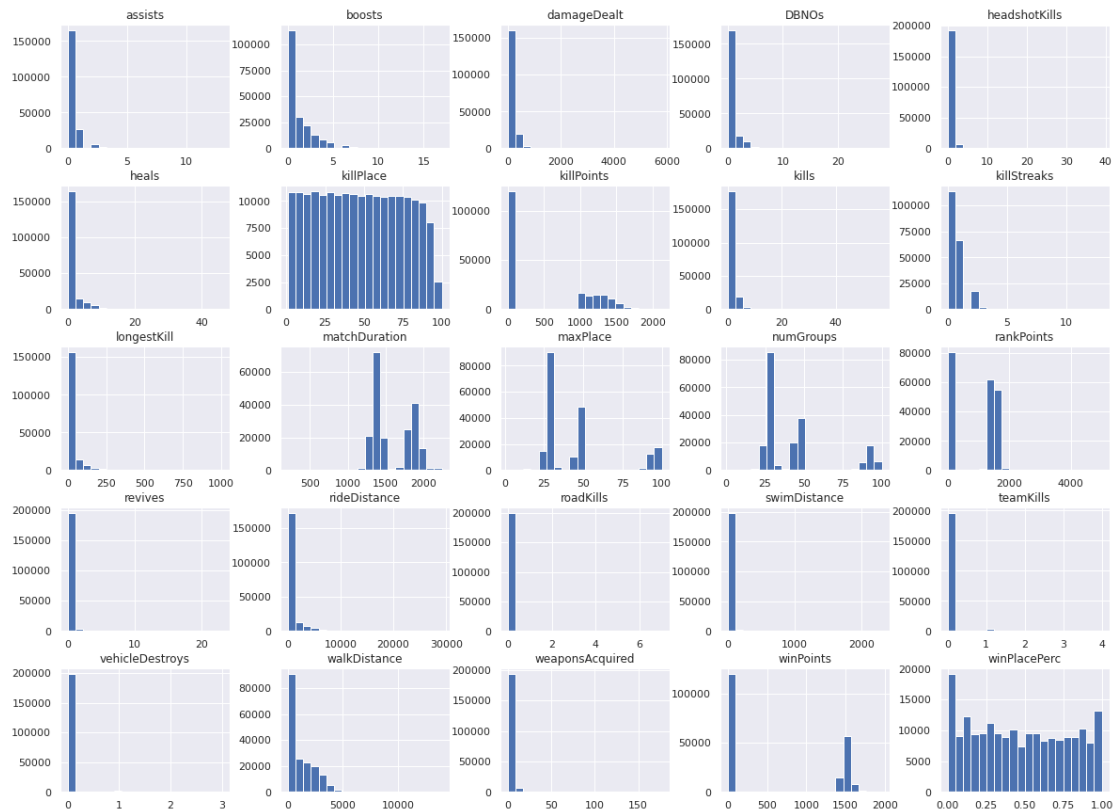 assists boosts damageDealt DBNOs headshotKills
150000 100000 50000 0
0 5 10
100000 75000 50000 25000 0
0 5 10 15
150000 100000 50000 0
0 2000 4000 6000
150000 100000 50000 0
0 10 20
200000 150000 100000 50000 0
0 10 20 30 40
heals killPlace killPoints kills killStreaks
150000 100000 50000 0
0 20 40
10000 7500 5000 2500 0
0 25 50 75 100
100000 50000 0
0 500 1000 1500 2000
150000 100000 50000 0
0 20 40
100000 75000 50000 25000 0
0 5 10
longestKill matchDuration maxPlace numGroups rankPoints
150000 100000 50000 0
0 250 500 750 1000
60000 40000 20000 0
500 1000 1500 2000
80000 60000 40000 20000 0
25 50 75 100
80000 60000 40000 20000 0
0 25 50 75 100
80000 60000 40000 20000 0
0 2000 4000
revives rideDistance roadKills swimDistance teamKills
200000 150000 100000 50000 0
0 10 20
150000 100000 50000 0
0 10000 20000 30000
200000 150000 100000 50000 0
0 2 4 6
200000 150000 100000 50000 0
0 1000 2000
200000 150000 100000 50000 0
0 1 2 3 4
vehicleDestroys walkDistance weaponsAcquired winPoints winPlacePerc
200000 150000 100000 50000 0
0 1 2 3
80000 60000 40000 20000 0
0 5000 10000
200000 150000 100000 50000 0
0 50 100 150
100000 50000 0
0 500 1000 1500 2000
20000 15000 10000 5000 0
0.00 0.25 0.50 0.75 1.00